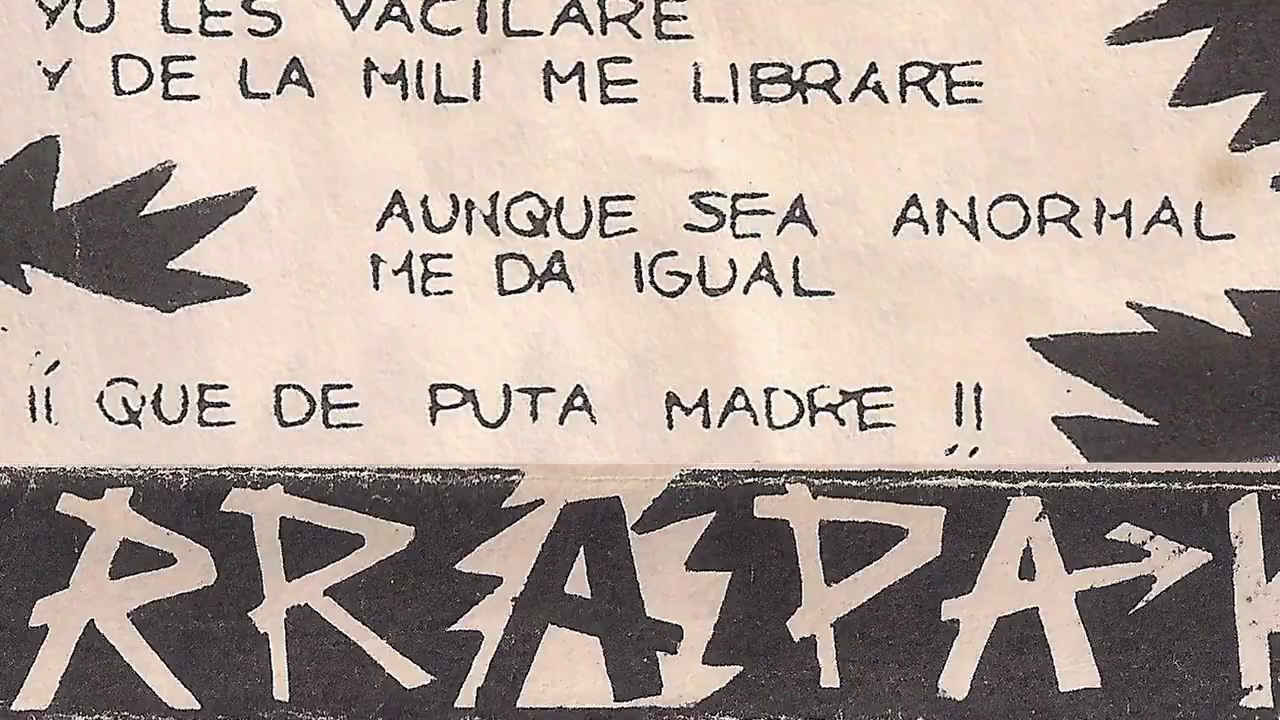 YO LES VACILARE
Y DE LA MILI ME LIBRARE
AUNQUE SEA ANORMAL
ME DA IGUAL
¡¡ QUE DE PUTA MADRE !!
RRAPA